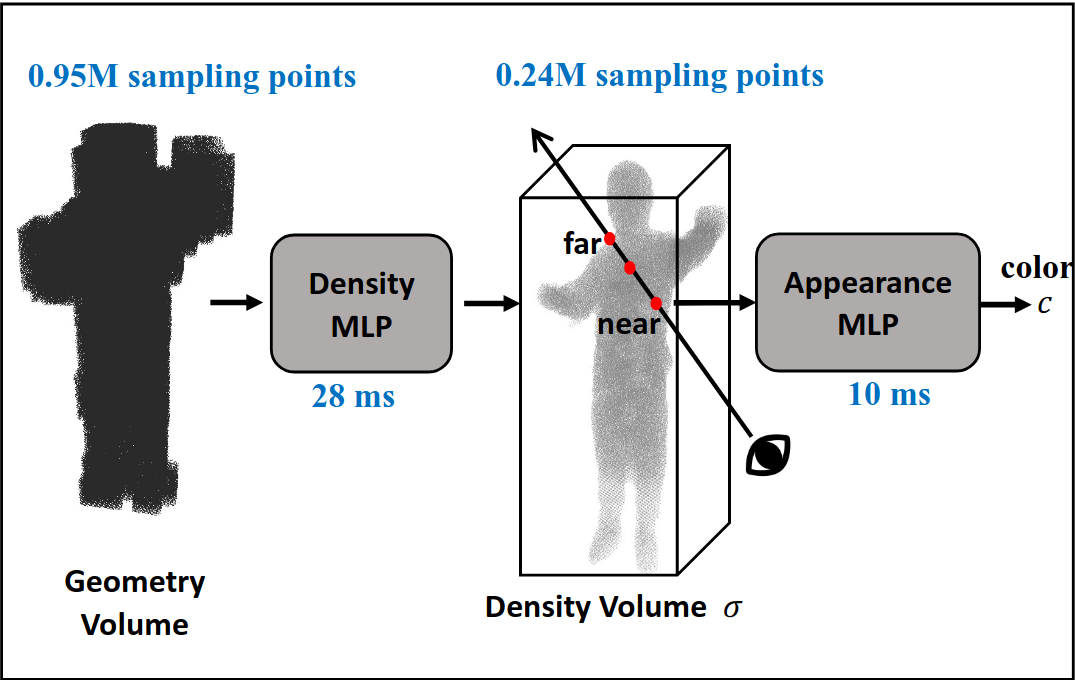 0.95M sampling points
0.24M sampling points
far
near
Density
MLP
28 ms
Appearance
MLP
10 ms
color
c
Geometry
Volume
Density Volume σ